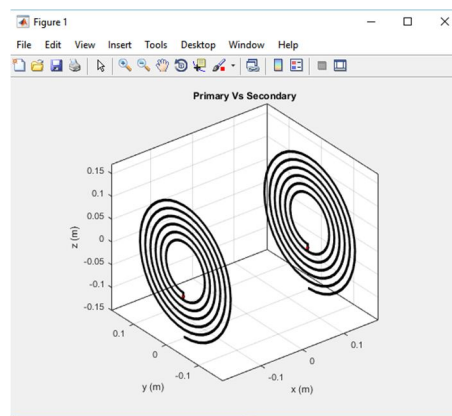 Figure 1
File Edit View Insert Tools Desktop Window Help
Primary Vs Secondary
0.15
0.1
0.05
0
-0.05
-0.1
-0.15
z (m)
0.1
0
-0.1
y (m)
-0.1
0
0.1
x (m)